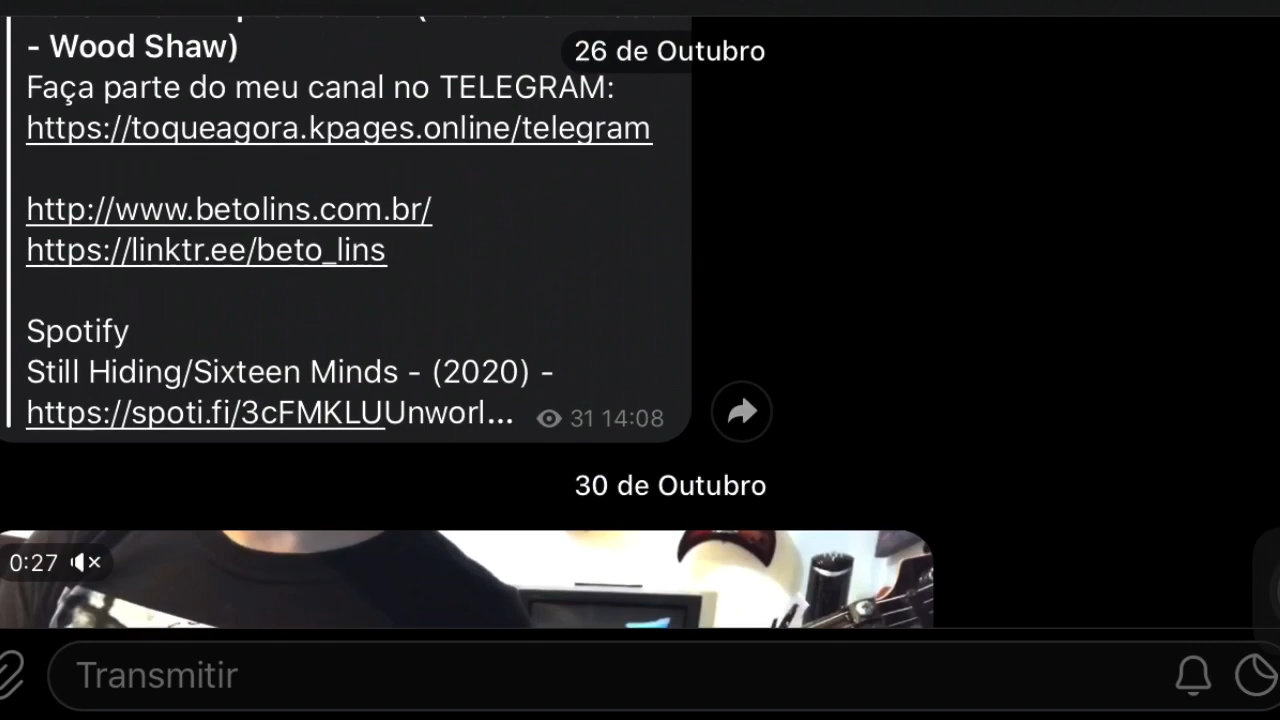 - Wood Shaw)
26 de Outubro
Faça parte do meu canal no TELEGRAM:
https://toqueagora.kpages.online/telegram
http://www.betolins.com.br/
https://linktr.ee/beto_lins
Spotify
Still Hiding/Sixteen Minds - (2020) -
https://spoti.fi/3cFMKLUUnworl...
31 14:08
30 de Outubro
0:27
Transmitir